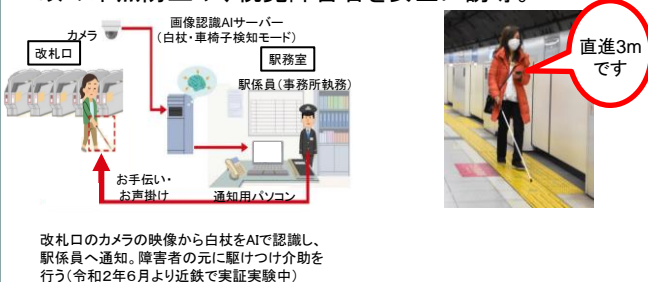 カメラ
画像認識AIサーバー
(白杖・車椅子検知モード)
改札口
駅務室
駅係員(事務所執務)
直進3m
です
お手伝い・
お声掛け
通知用パソコン
改札口のカメラの映像から白杖をAIで認識し、
駅係員へ通知。障害者の元に駆けつけ介助を
行う(令和2年6月より近鉄で実証実験中)